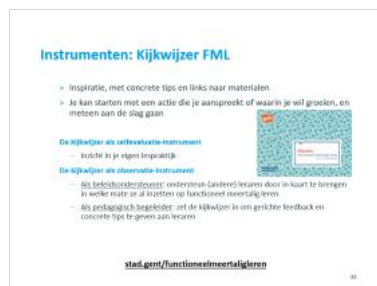 Instrumenten: Kijkwijzer FML
» Inspiratie, met concrete tips en links naar materialen
» Je kan starten met een actie die je aanspreekt of waarin je wil groeien, en
meteen aan de slag gaan
De kijkwijzer als zelfevaluatie-instrument
– Inzicht in je eigen lespraktijk
De kijkwijzer als observatie-instrument
– Als beleidsondersteuner: ondersteun (andere) leraren door in kaart te brengen
in welke mate ze al inzetten op functioneel meertalig leren
– Als pedagogisch begeleider: zet de kijkwijzer in om gerichte feedback en
concrete tips te geven aan leraren
stad.gent/functioneelmeertaligleren